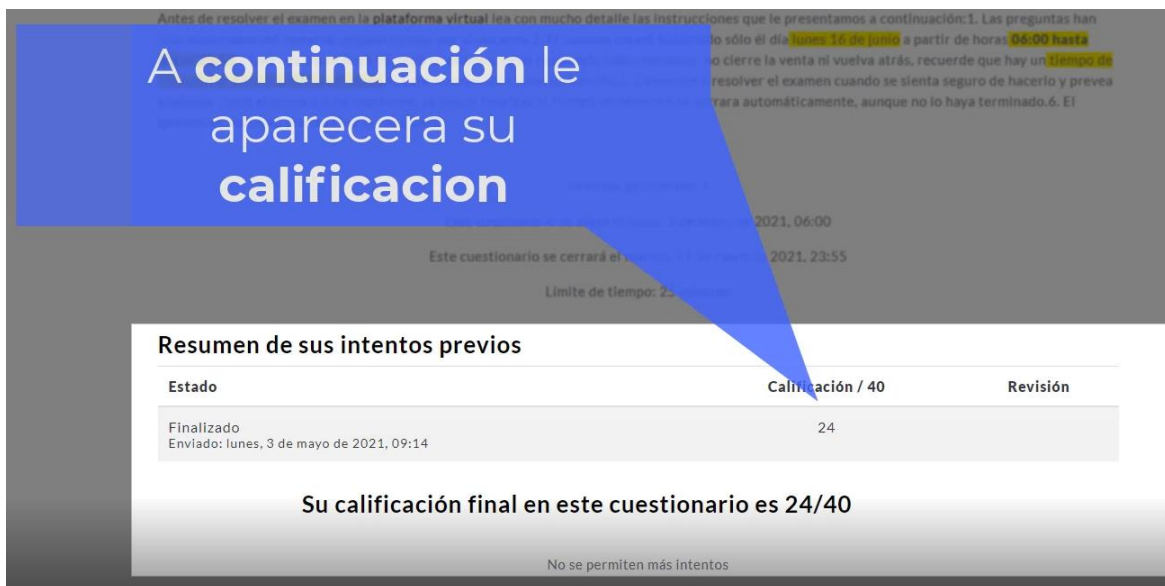 Antes de resolver el examen en la plataforma virtual lea con mucho detalle las instrucciones que le presentamos a continuación:1. Las preguntas han
sólo él día lunes 16 de junio a partir de horas 06:00 hasta
cierre la venta ni vuelva atrás, recuerde que hay un tiempo de
resolver el examen cuando se sienta seguro de hacerlo y prevea
automáticamente, aunque no lo haya terminado.6. El
A continuación le
aparecera su
calificacion
2021, 06:00
Este cuestionario se cerrará el 2021, 23:55
Límite de tiempo:
Resumen de sus intentos previos
Estado Calificación / 40 Revisión
Finalizado 24
Enviado: lunes, 3 de mayo de 2021, 09:14
Su calificación final en este cuestionario es 24/40
No se permiten más intentos